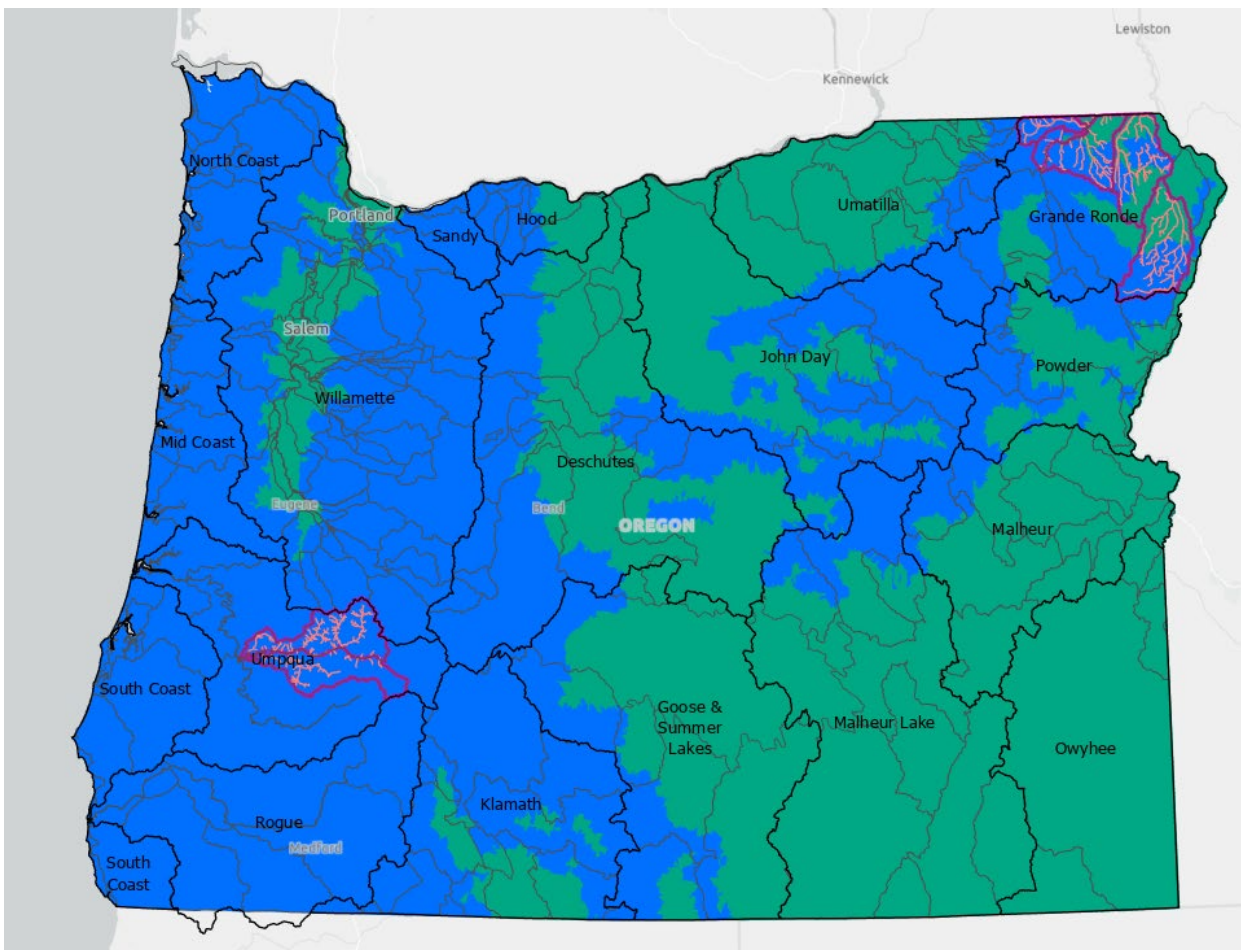 Lewiston
Kennewick
North Coast
Portland
Sandy
Hood
Umatilla
Grande Ronde
Salem
Willamette
John Day
Powder
Mid Coast
Deschutes
Eugene
Bend
OREGON
Malheur
Umpqua
South Coast
Goose &
Summer
Lakes
Malheur Lake
Owyhee
Klamath
Rogue
Medford
South
Coast